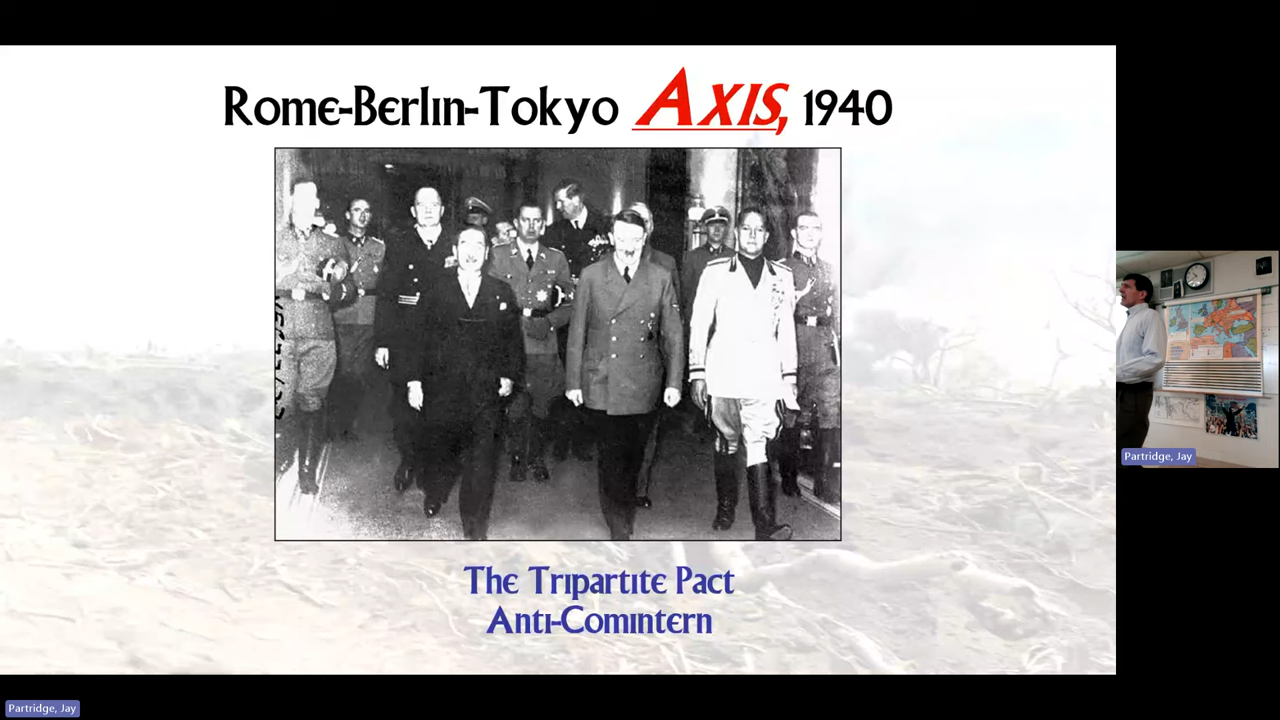 Rome-Berlin-Tokyo Axis, 1940
The Tripartite Pact
Anti-Comintern
Partridge, Jay
Partridge, Jay